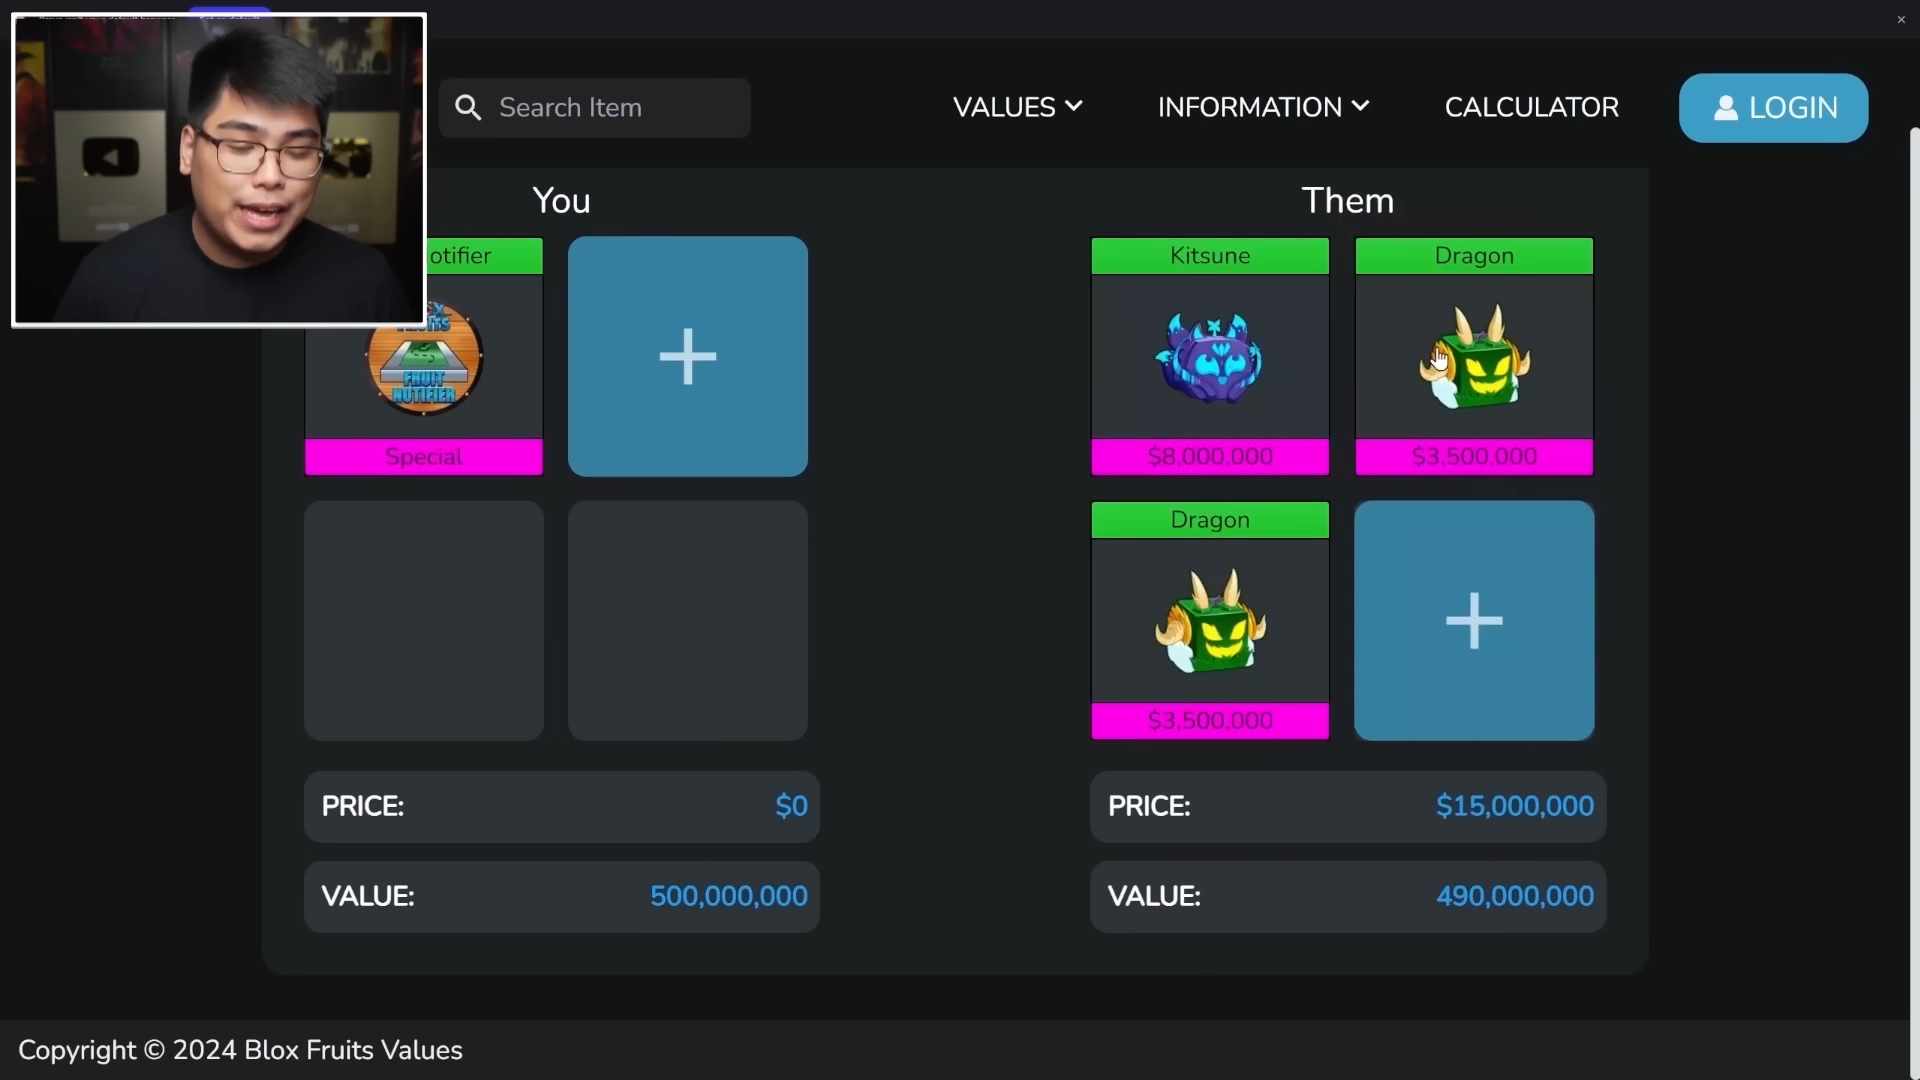 Search Item
VALUES
INFORMATION
CALCULATOR
LOGIN
You
Them
otifier
FRUITS
FRUIT
NOTIFIER
Special
Kitsune
$8,000,000
Dragon
$3,500,000
Dragon
$3,500,000
PRICE: $0
VALUE: 500,000,000
PRICE: $15,000,000
VALUE: 490,000,000
Copyright © 2024 Blox Fruits Values